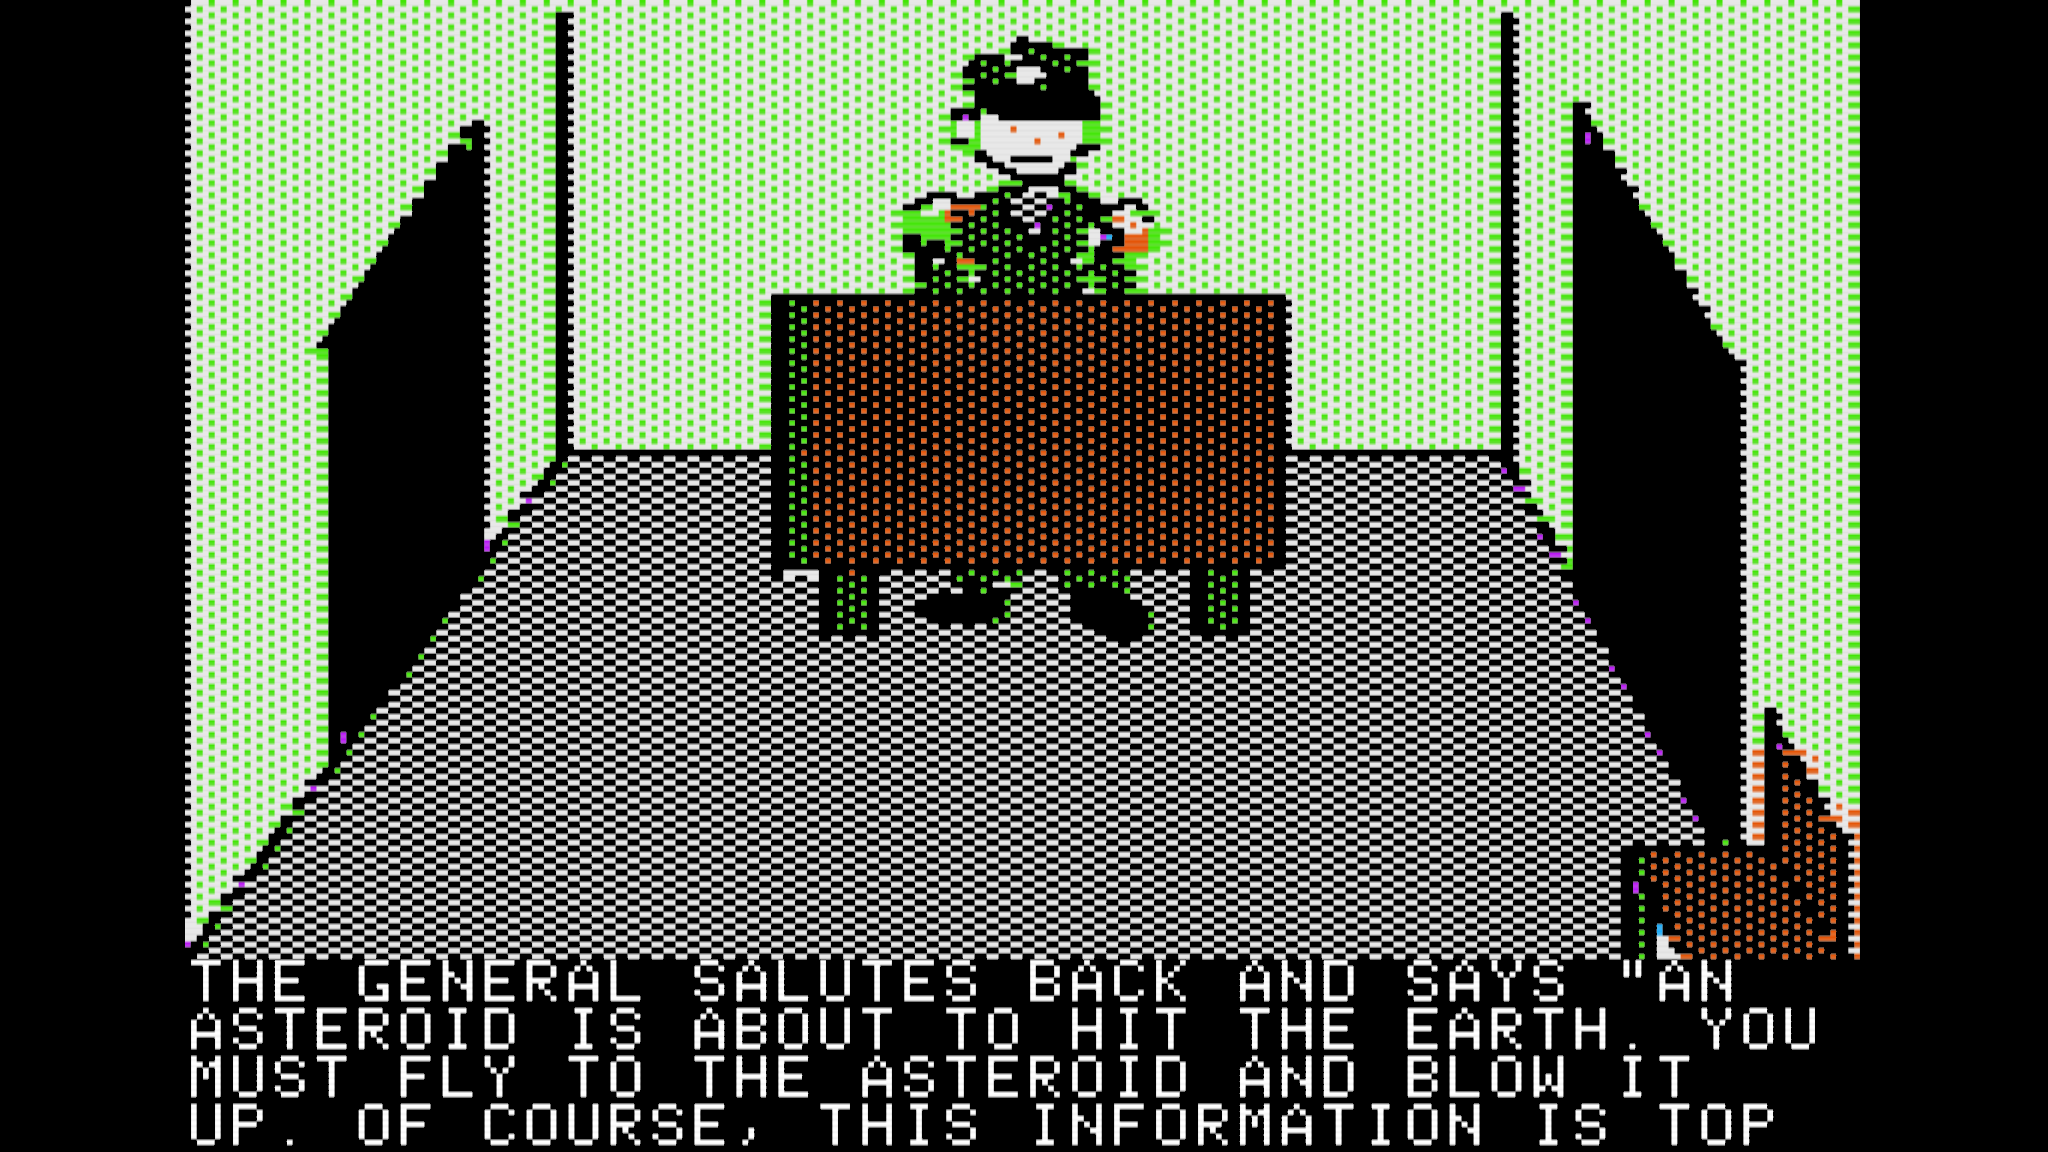 THE GENERAL SALUTES BACK AND SAYS "AN
ASTEROID IS ABOUT TO HIT THE EARTH. YOU
MUST FLY TO THE ASTEROID AND BLOW IT
UP. OF COURSE, THIS INFORMATION IS TOP